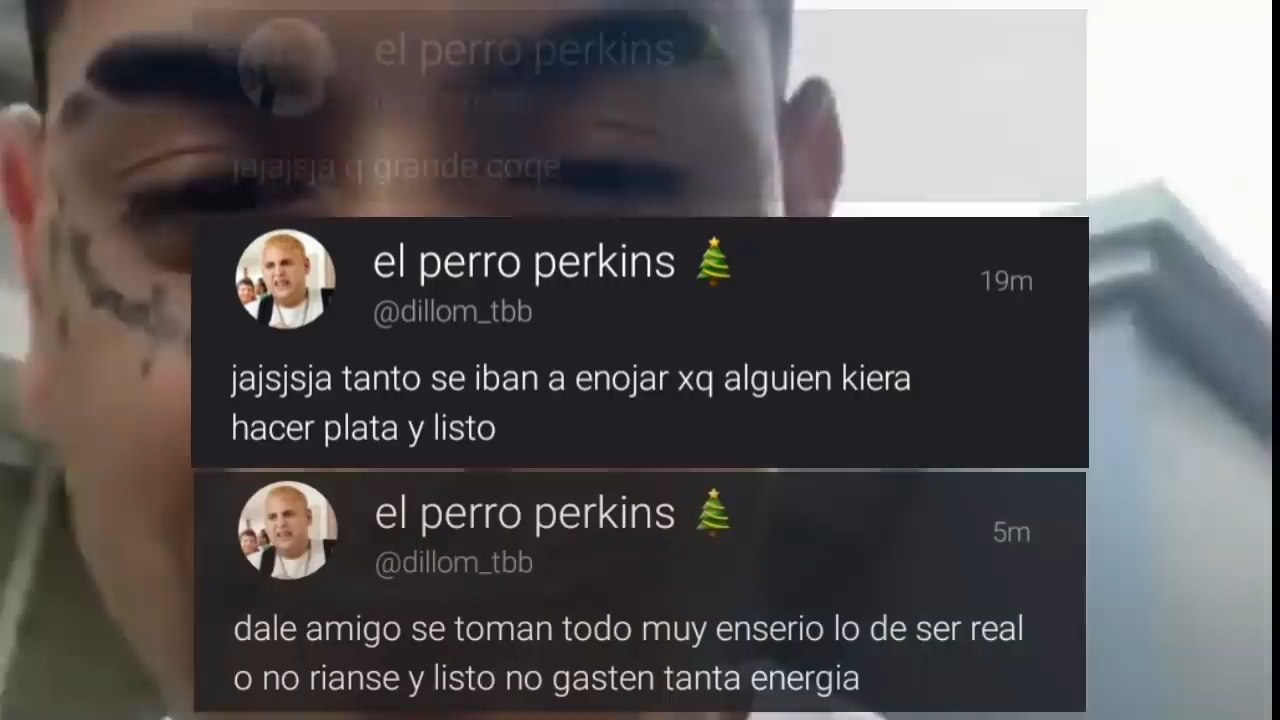 el perro perkins
jajajsja q grande coqe
el perro perkins 🎄
19m
@dillom_tbb
jajsjsja tanto se iban a enojar xq alguien kiera
hacer plata y listo
el perro perkins 🎄
5m
@dillom_tbb
dale amigo se toman todo muy enserio lo de ser real
o no rianse y listo no gasten tanta energia